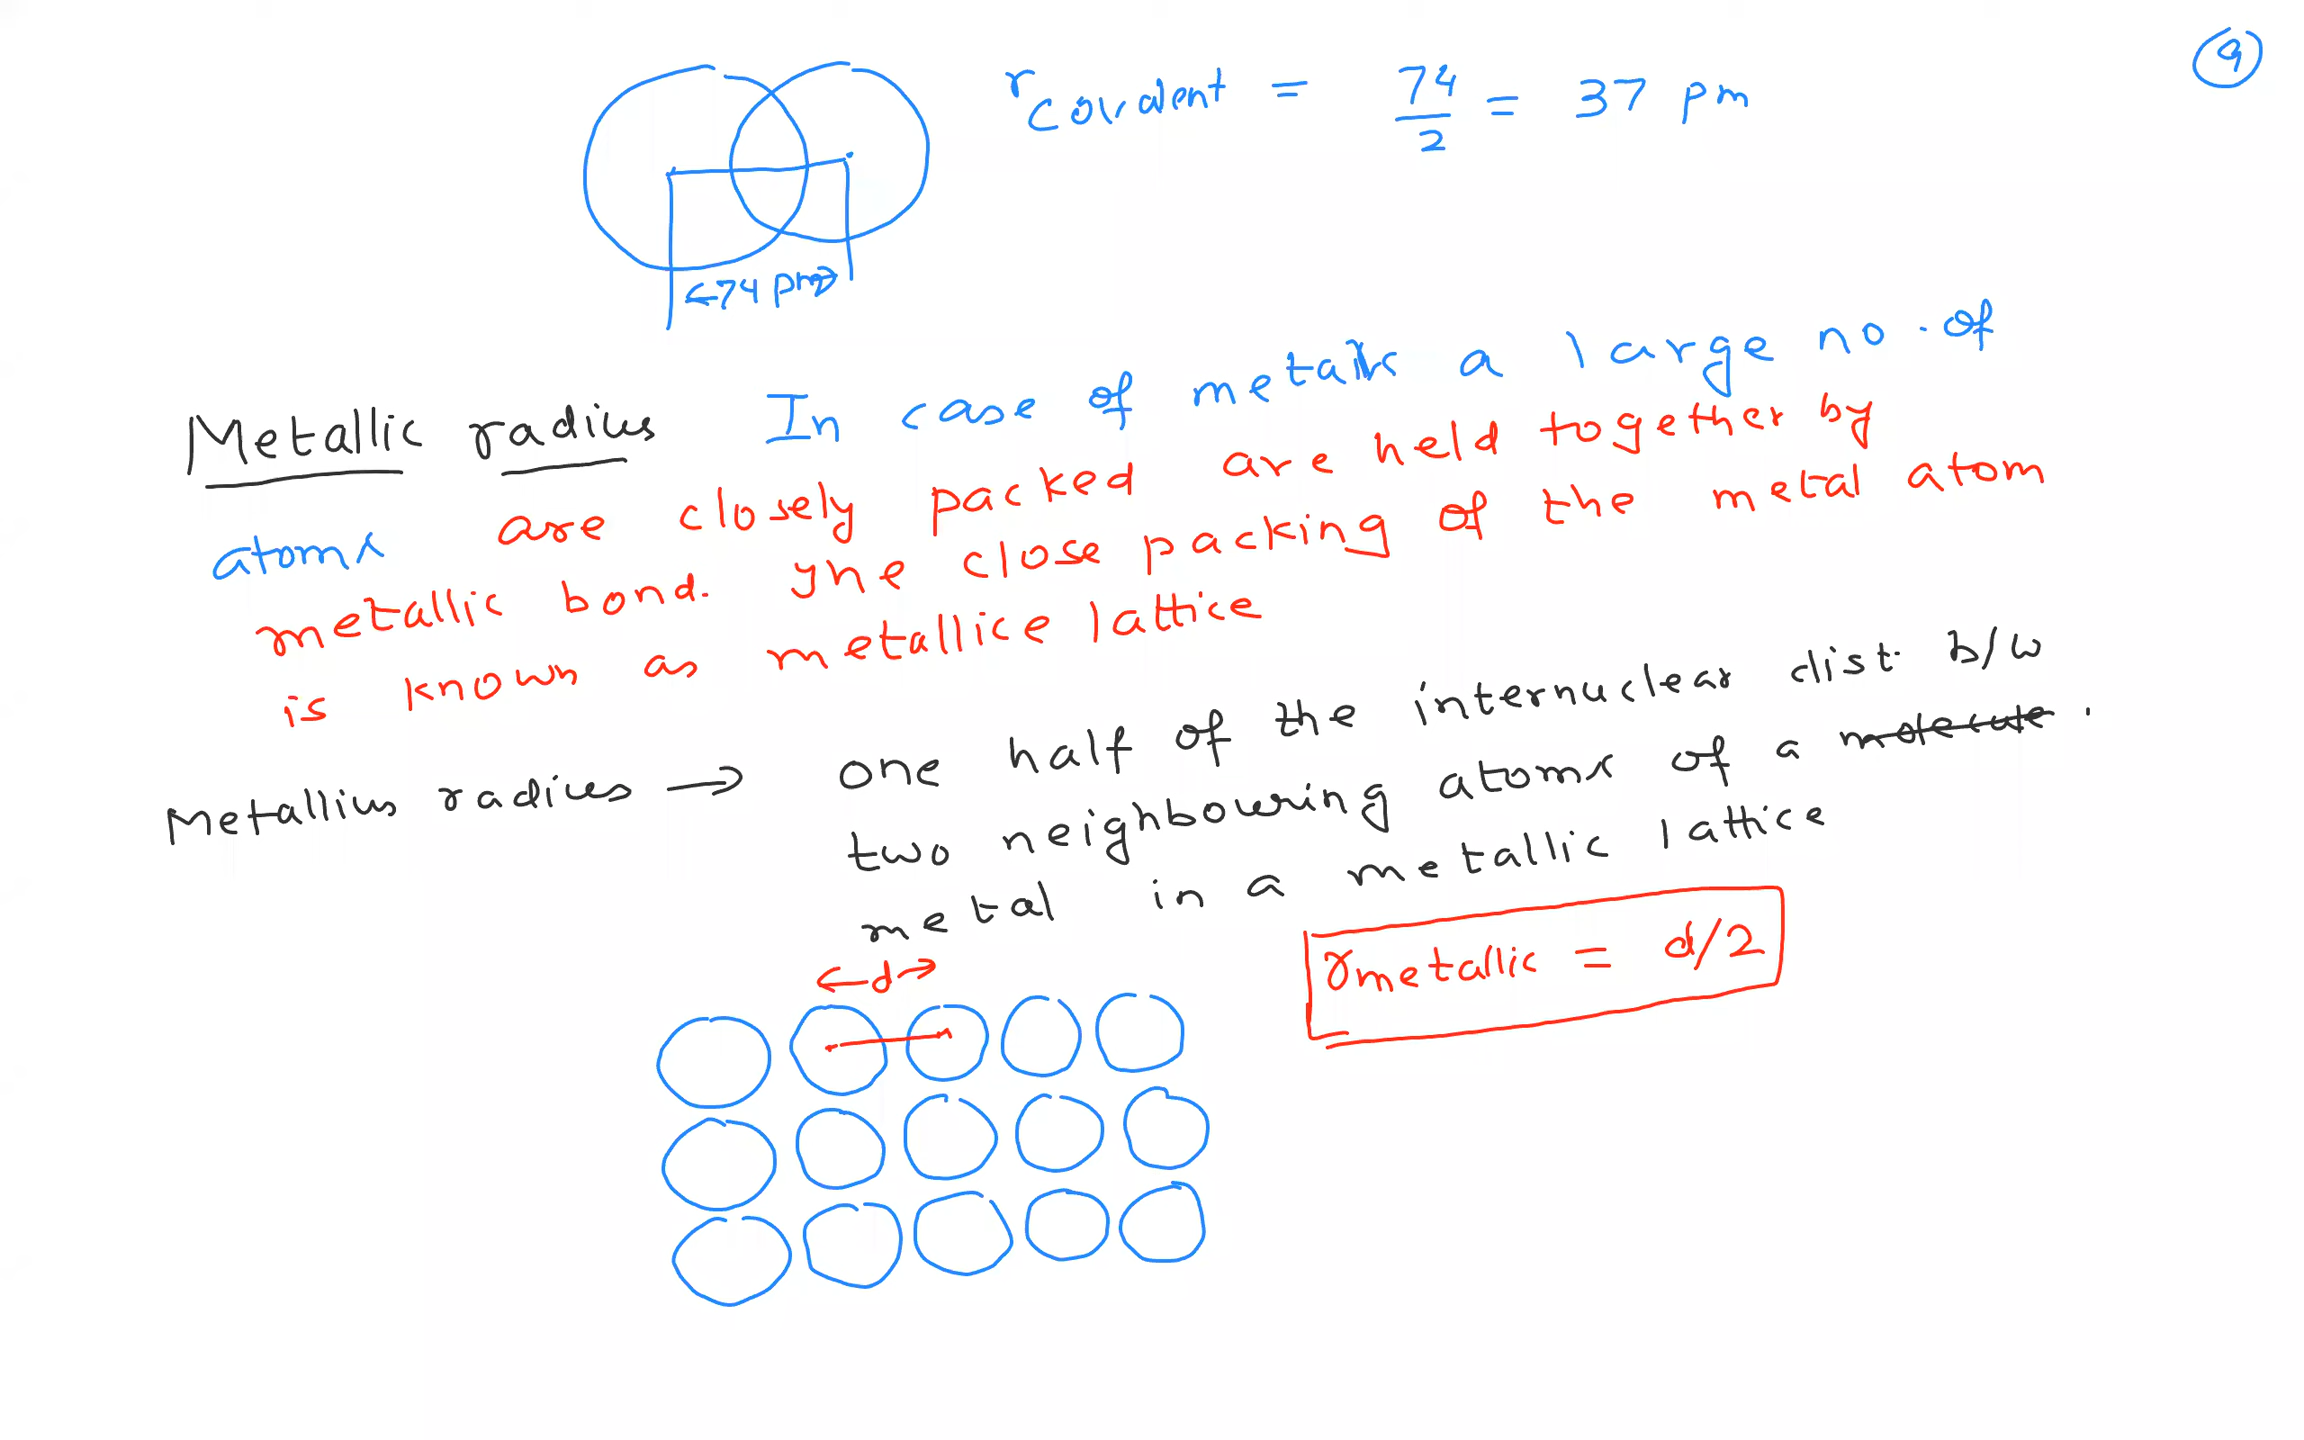 9
r covalent = 74/2 = 37 pm
<74 pm>
Metallic radius In case of metals a large no. of
atoms are closely packed are held together by
metallic bond. The close packing of the metal atom
is known as metallice lattice
Metallius radius → one half of the internuclear dist. b/w
two neighbouring atoms of a molecule.
metal in a metallic lattice
←d→
rmetallic = d/2